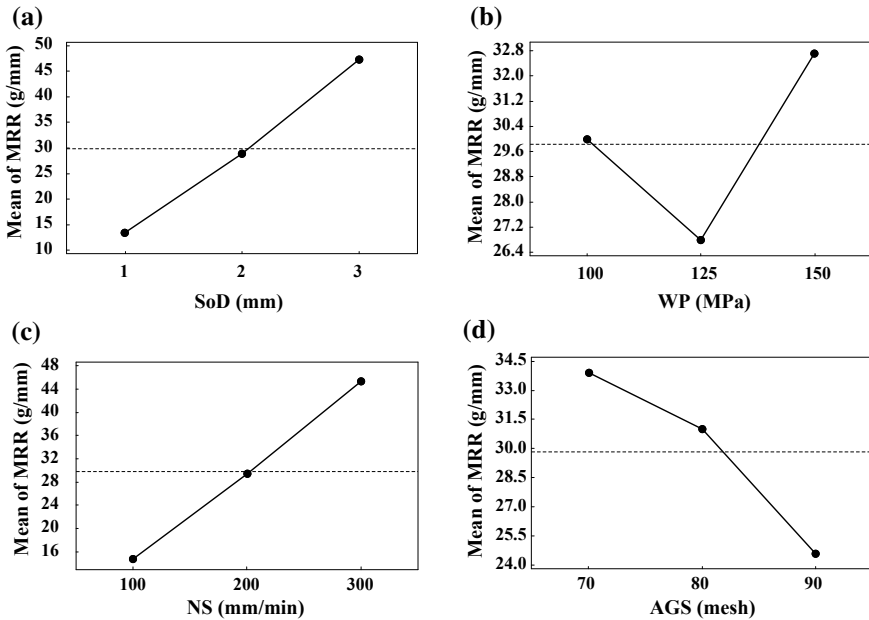 (a)
Mean of MRR (g/mm)
50
45
40
35
30
25
20
15
10
1 2 3
SoD (mm)
(b)
Mean of MRR (g/mm)
32.8
32.0
31.2
30.4
29.6
28.8
28.0
27.2
26.4
100 125 150
WP (MPa)
(c)
Mean of MRR (g/mm)
48
44
40
36
32
28
24
20
16
100 200 300
NS (mm/min)
(d)
Mean of MRR (g/mm)
34.5
33.0
31.5
30.0
28.5
27.0
25.5
24.0
70 80 90
AGS (mesh)